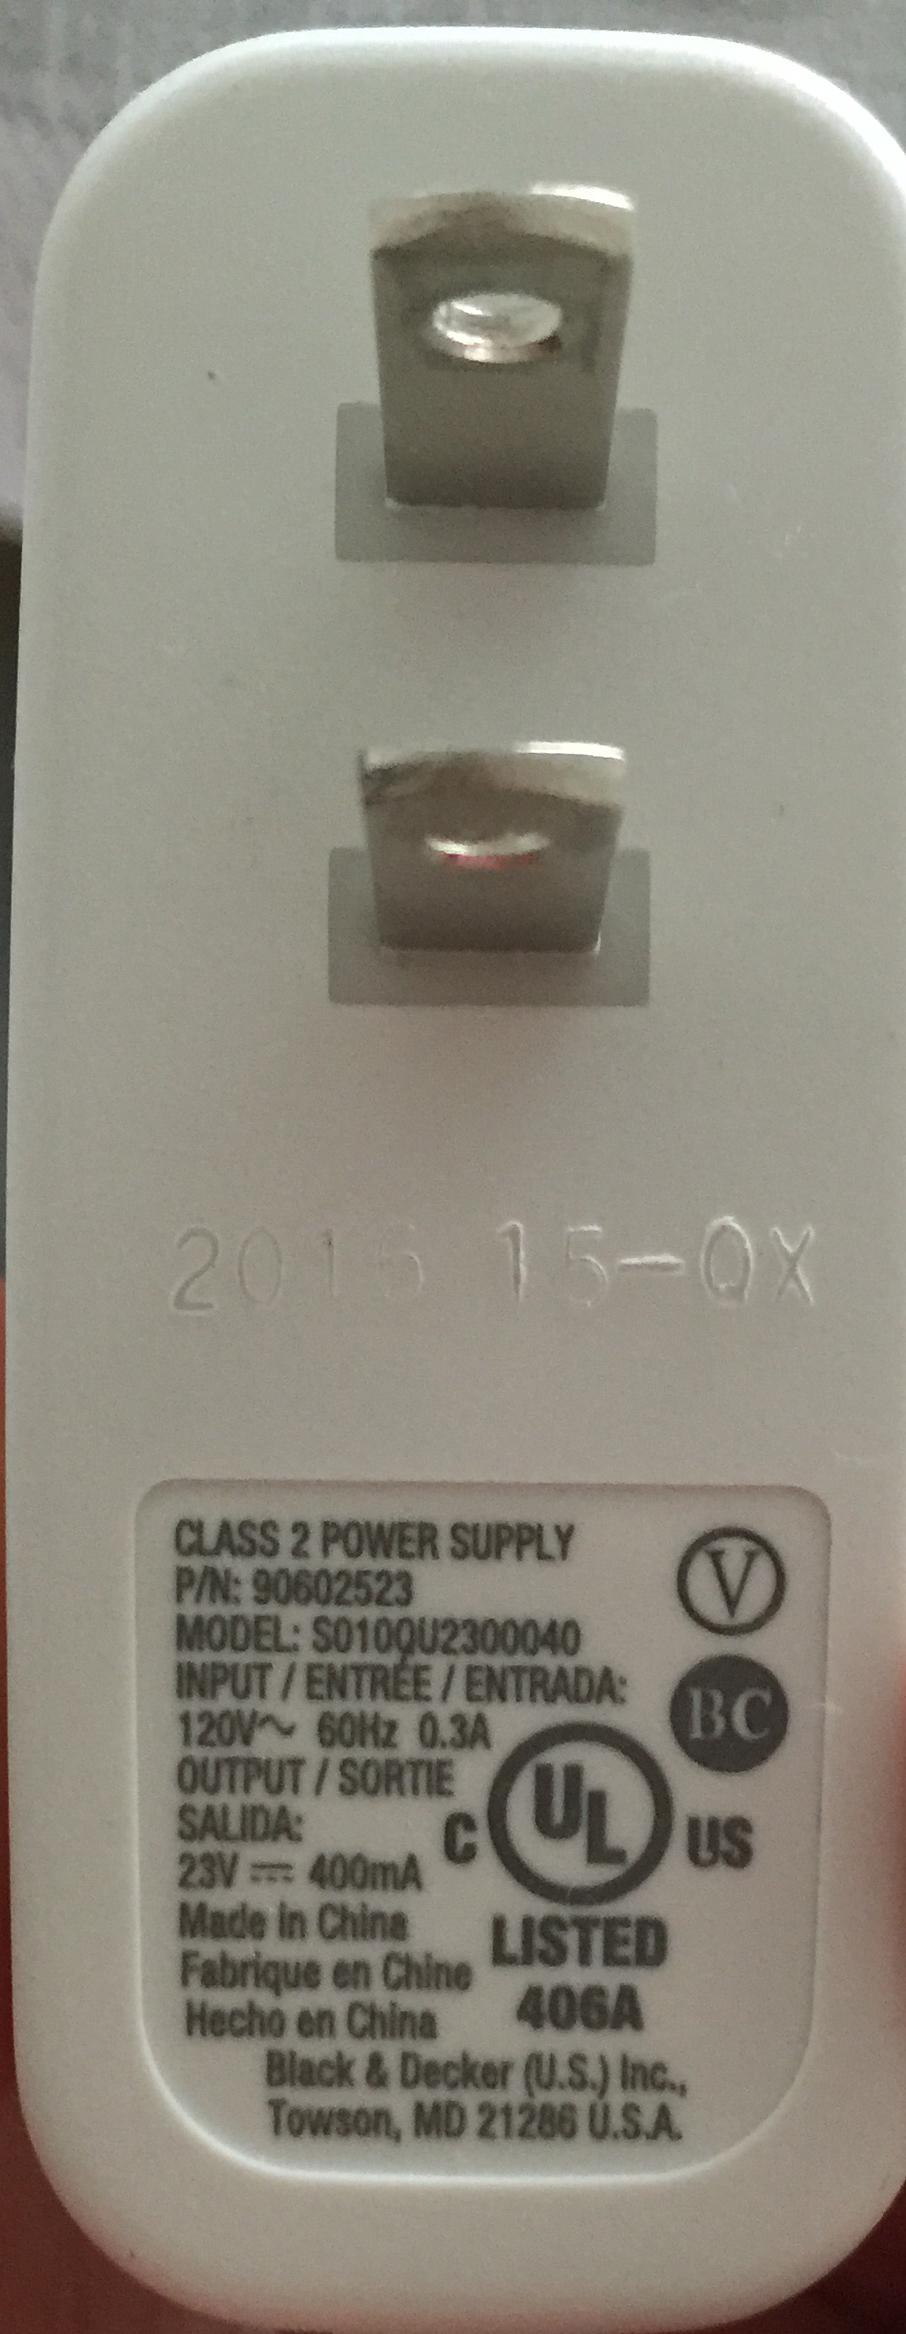 2016 15-QX
CLASS 2 POWER SUPPLY
P/N: 90602523
MODEL: S010QU2300040
INPUT / ENTRÉE / ENTRADA:
120V~ 60Hz 0.3A
OUTPUT / SORTIE
SALIDA:
23V ⎓ 400mA
Made in China
Fabrique en Chine
Hecho en China
Black & Decker (U.S.) Inc.,
Towson, MD 21286 U.S.A.
V
BC
C UL US
LISTED
406A